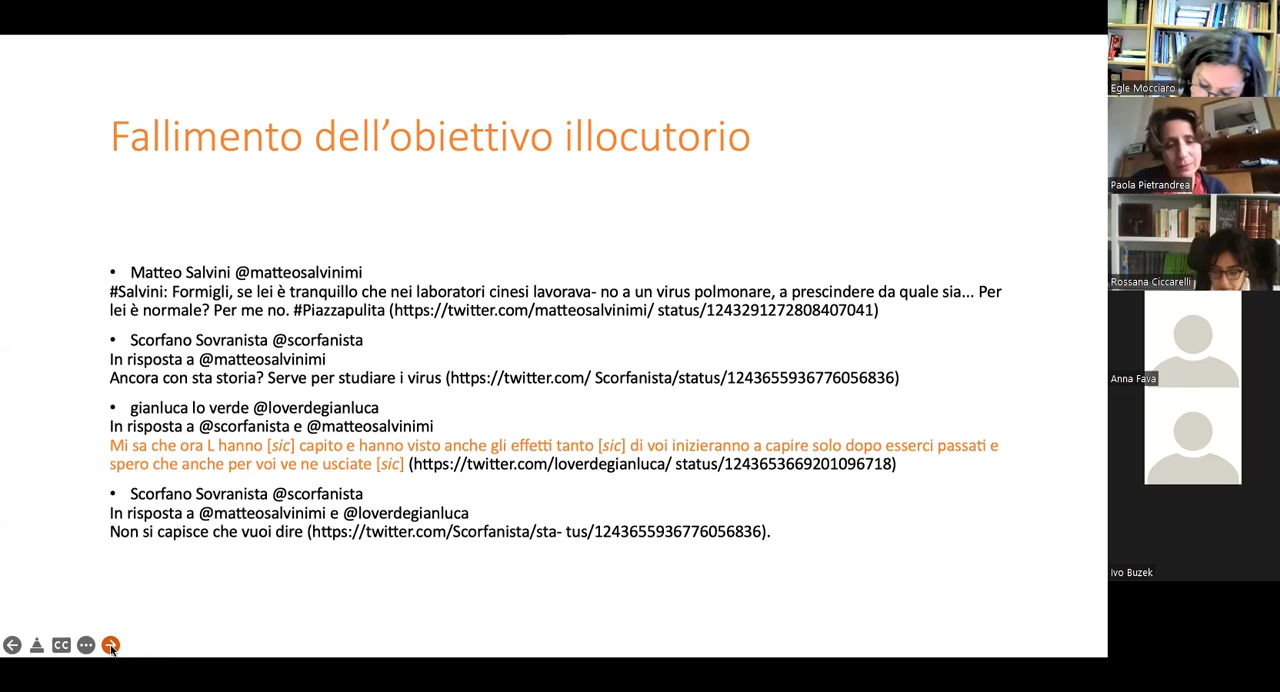 Fallimento dell'obiettivo illocutorio
• Matteo Salvini @matteosalvinimi
#Salvini: Formigli, se lei è tranquillo che nei laboratori cinesi lavorava- no a un virus polmonare, a prescindere da quale sia... Per
lei è normale? Per me no. #Piazzapulita (https://twitter.com/matteosalvinimi/ status/1243291272808407041)
• Scorfano Sovranista @scorfanista
In risposta a @matteosalvinimi
Ancora con sta storia? Serve per studiare i virus (https://twitter.com/ Scorfanista/status/1243655936776056836)
• gianluca lo verde @loverdegianluca
In risposta a @scorfanista e @matteosalvinimi
Mi sa che ora L hanno [sic] capito e hanno visto anche gli effetti tanto [sic] di voi inizieranno a capire solo dopo esserci passati e
spero che anche per voi ve ne usciate [sic] (https://twitter.com/loverdegianluca/ status/1243653669201096718)
• Scorfano Sovranista @scorfanista
In risposta a @matteosalvinimi e @loverdegianluca
Non si capisce che vuoi dire (https://twitter.com/Scorfanista/sta- tus/1243655936776056836).
CC
Egle Mocciaro
Paola Pietrandrea
Rossana Ciccarelli
Anna Fava
Ivo Buzek